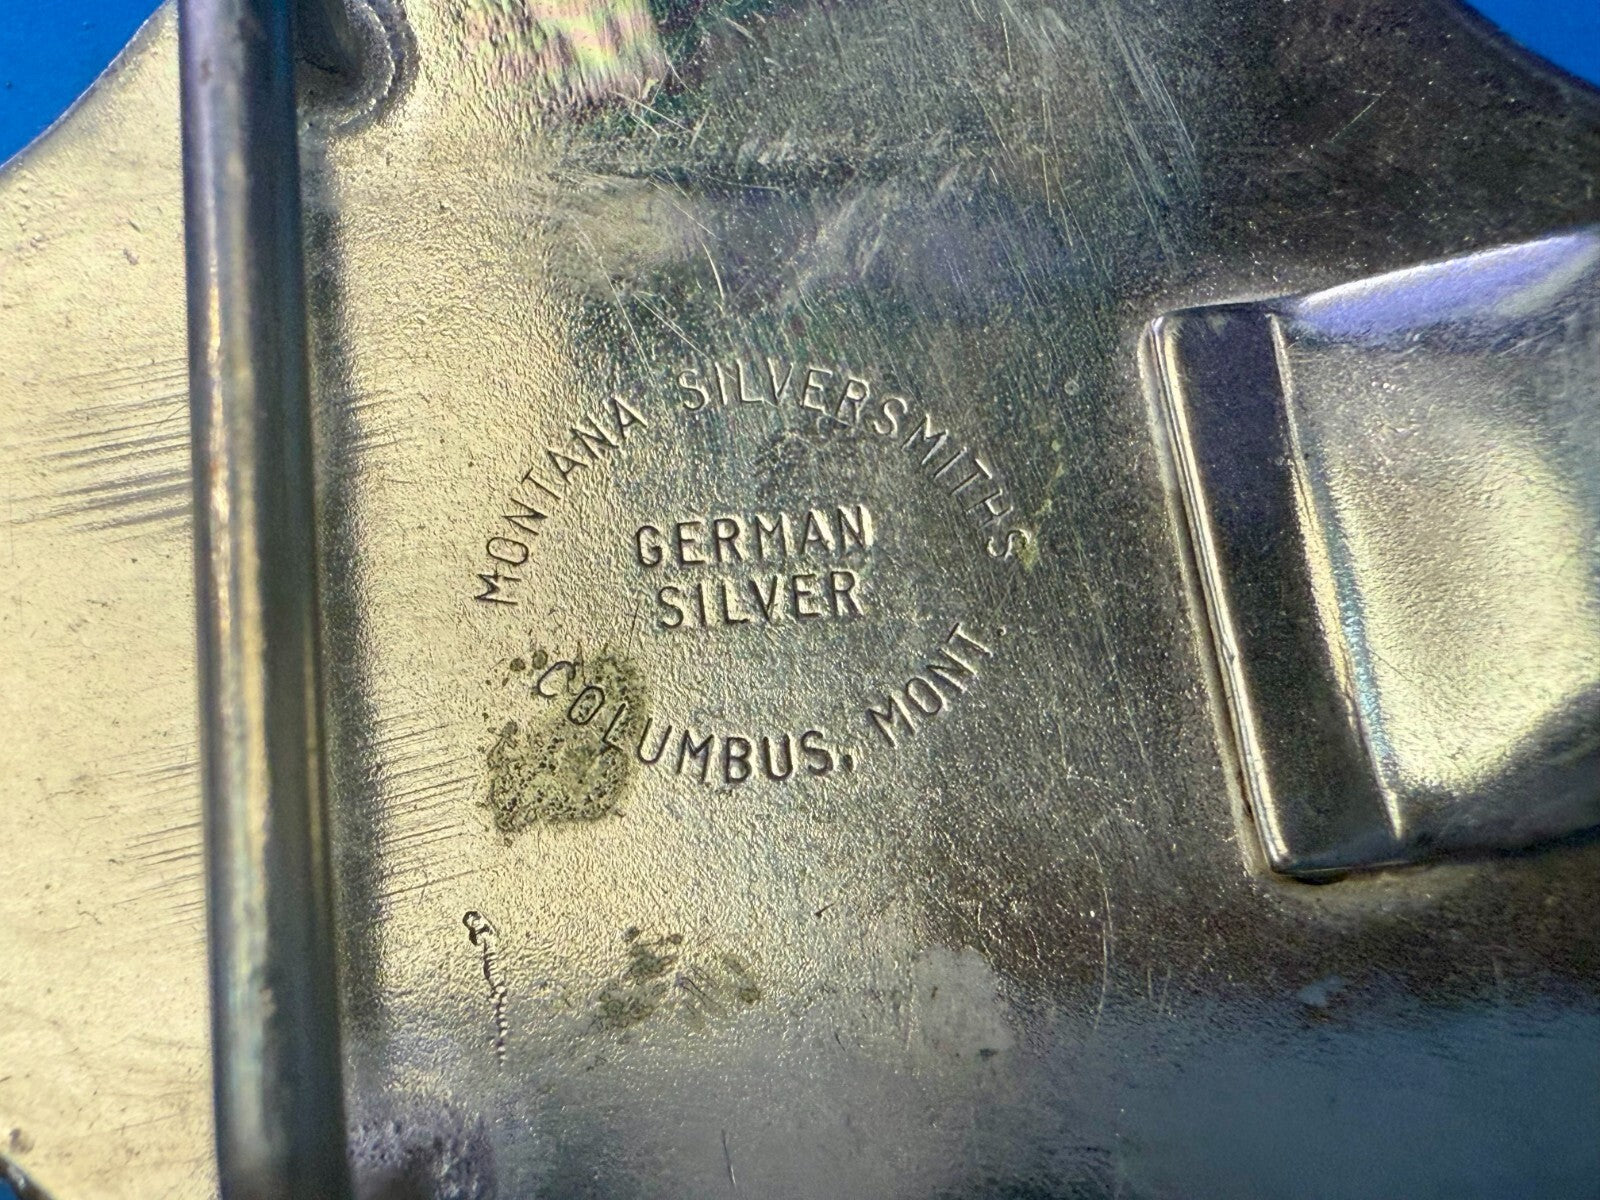 MONTANA SILVERSMITHS
GERMAN
SILVER
COLUMBUS, MONT.